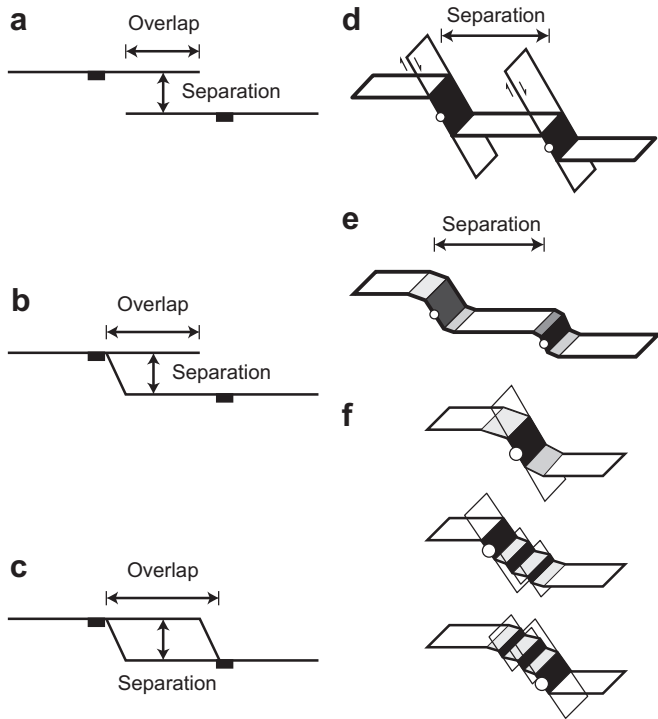 a
Overlap
Separation
b
Overlap
Separation
c
Overlap
Separation
d
Separation
e
Separation
f